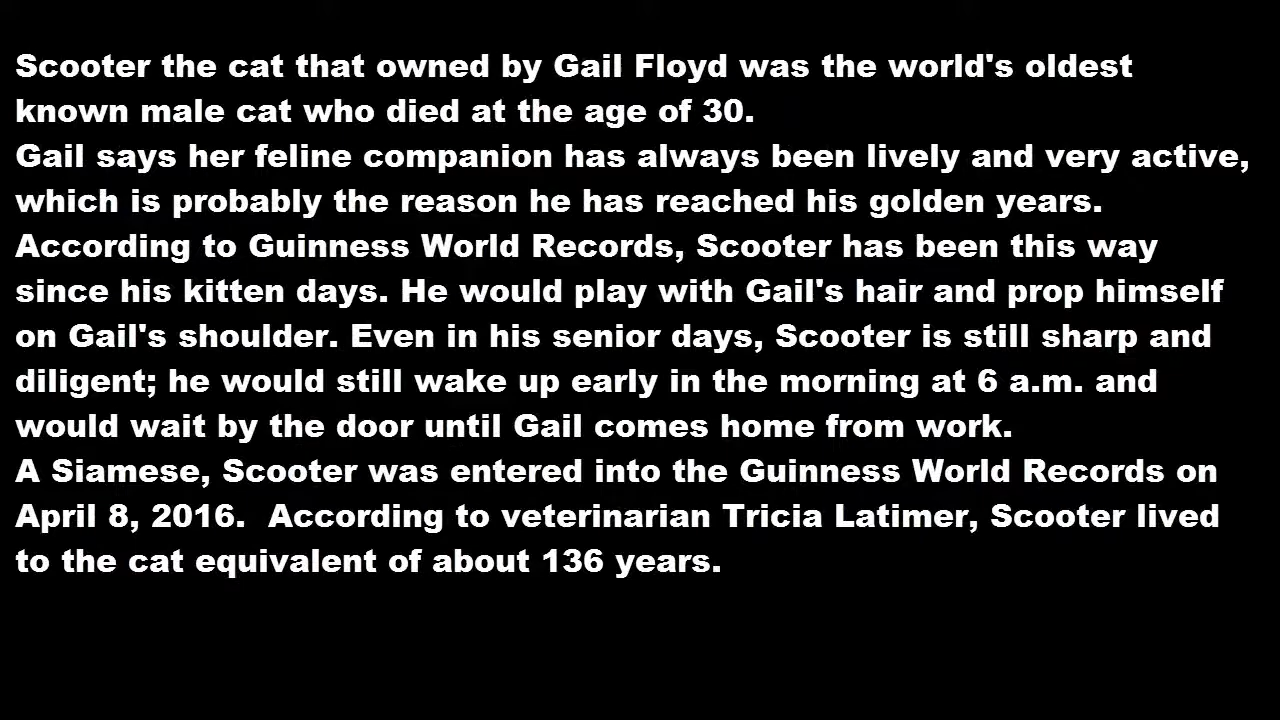 Scooter the cat that owned by Gail Floyd was the world's oldest
known male cat who died at the age of 30.
Gail says her feline companion has always been lively and very active,
which is probably the reason he has reached his golden years.
According to Guinness World Records, Scooter has been this way
since his kitten days. He would play with Gail's hair and prop himself
on Gail's shoulder. Even in his senior days, Scooter is still sharp and
diligent; he would still wake up early in the morning at 6 a.m. and
would wait by the door until Gail comes home from work.
A Siamese, Scooter was entered into the Guinness World Records on
April 8, 2016.  According to veterinarian Tricia Latimer, Scooter lived
to the cat equivalent of about 136 years.